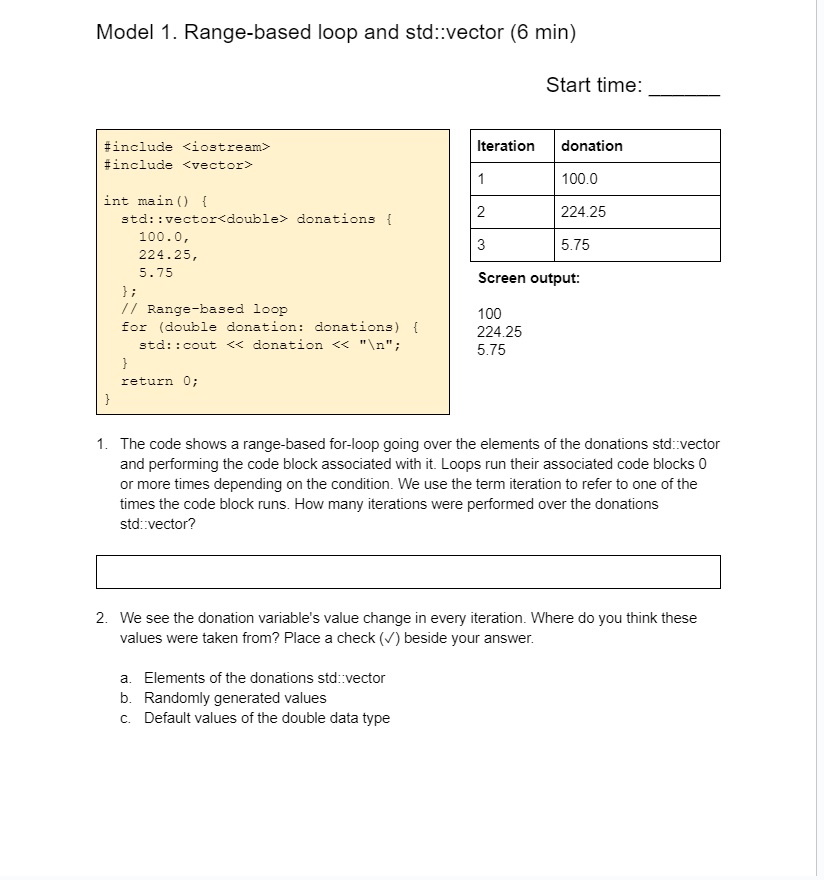 Model 1. Range-based loop and std::vector (6 min)
Start time: ______
#include <iostream>
#include <vector>
int main() {
std::vector<double> donations {
100.0,
224.25,
5.75
};
// Range-based loop
for (double donation: donations) {
std::cout << donation << "\n";
}
return 0;
}
Iteration donation
1 100.0
2 224.25
3 5.75
Screen output:
100
224.25
5.75
1. The code shows a range-based for-loop going over the elements of the donations std::vector
and performing the code block associated with it. Loops run their associated code blocks 0
or more times depending on the condition. We use the term iteration to refer to one of the
times the code block runs. How many iterations were performed over the donations
std::vector?
2. We see the donation variable's value change in every iteration. Where do you think these
values were taken from? Place a check (✓) beside your answer.
a. Elements of the donations std::vector
b. Randomly generated values
c. Default values of the double data type